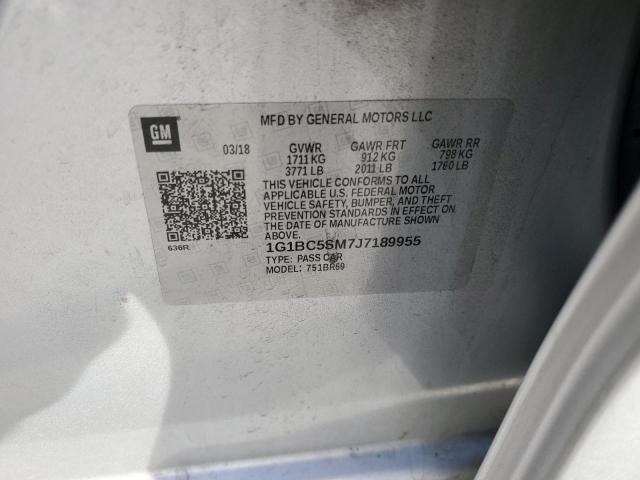 GM
MFD BY GENERAL MOTORS LLC
03/18 GVWR GAWR FRT GAWR RR
1711 KG 912 KG 798 KG
3771 LB 2011 LB 1760 LB
THIS VEHICLE CONFORMS TO ALL
APPLICABLE U.S. FEDERAL MOTOR
VEHICLE SAFETY, BUMPER, AND THEFT
PREVENTION STANDARDS IN EFFECT ON
THE DATE OF MANUFACTURE SHOWN
ABOVE.
636R
1G1BC5SM7J7189955
TYPE: PASS CAR
MODEL: 751BR69